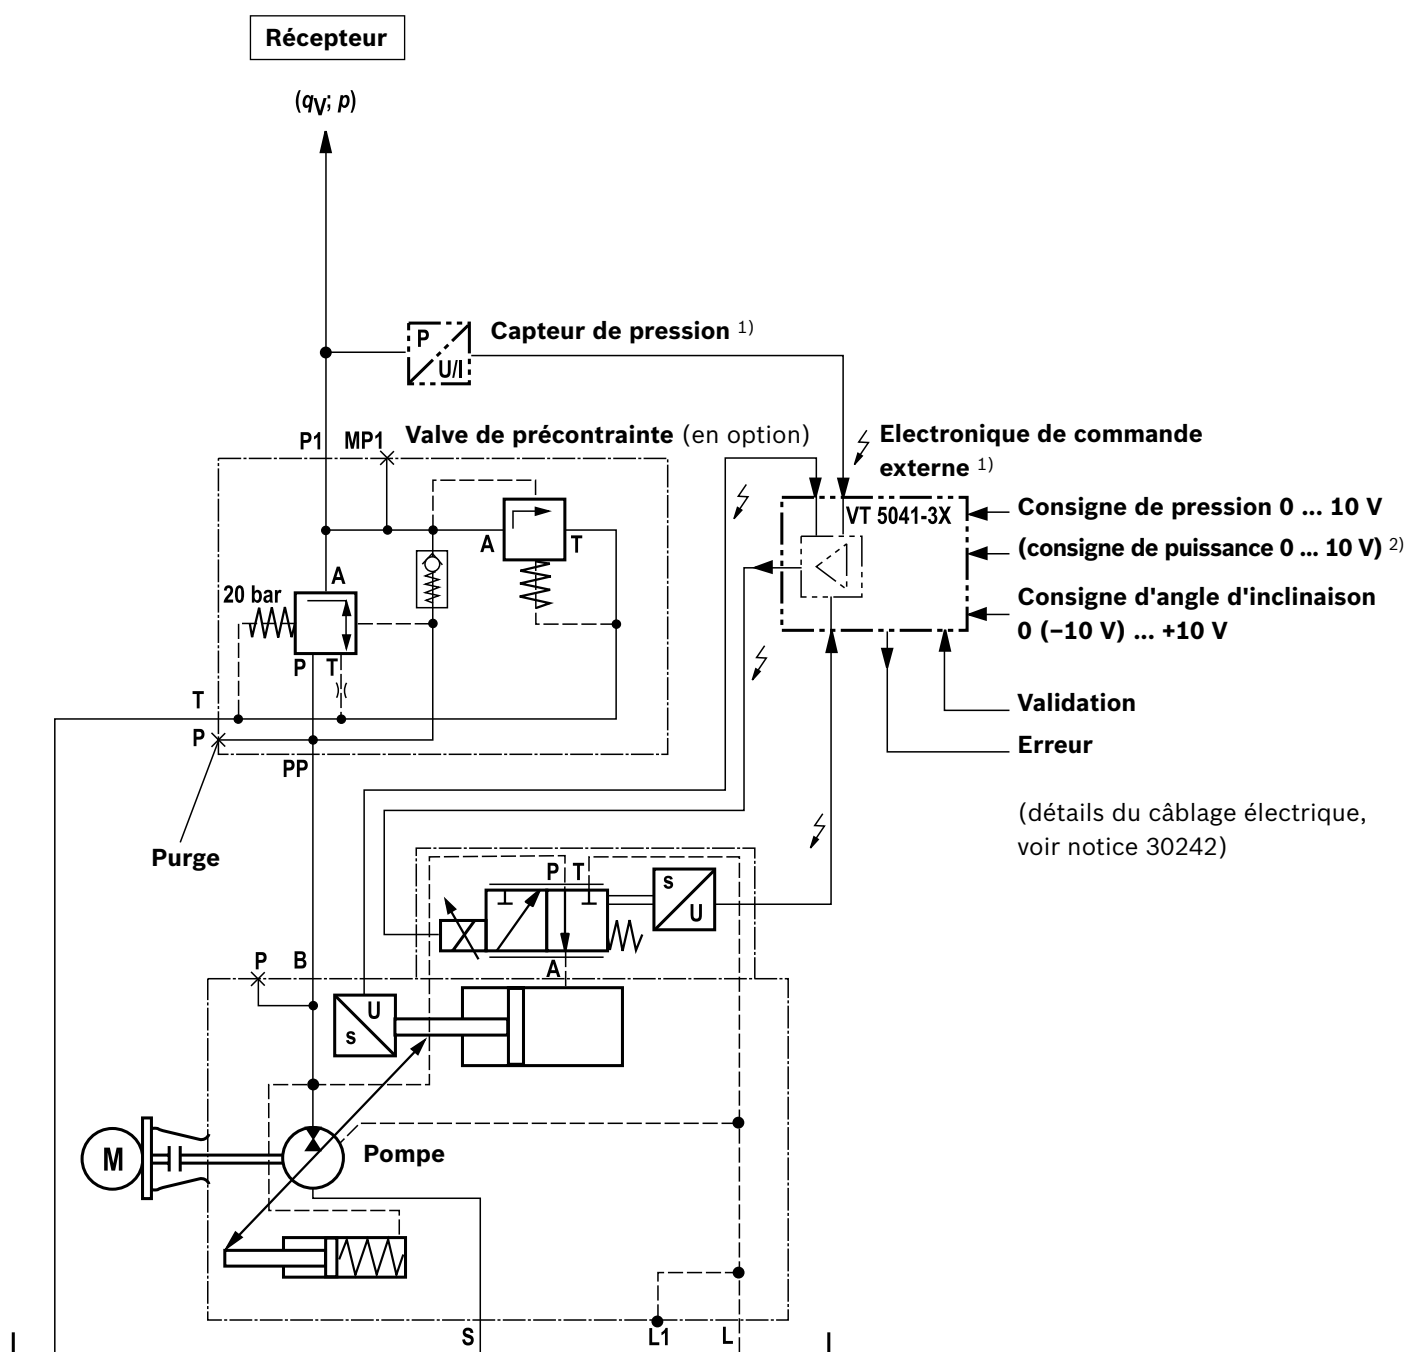 Récepteur
(qV; p)
P
U/I
Capteur de pression 1)
P1
MP1
Valve de précontrainte (en option)
Electronique de commande
externe 1)
VT 5041-3X
Consigne de pression 0 ... 10 V
(consigne de puissance 0 ... 10 V) 2)
Consigne d'angle d'inclinaison
0 (–10 V) ... +10 V
A
T
A
20 bar
P
T
T
P
PP
Validation
Erreur
Purge
(détails du câblage électrique,
voir notice 30242)
P
T
s
U
A
P
B
U
s
M
Pompe
S
L1
L